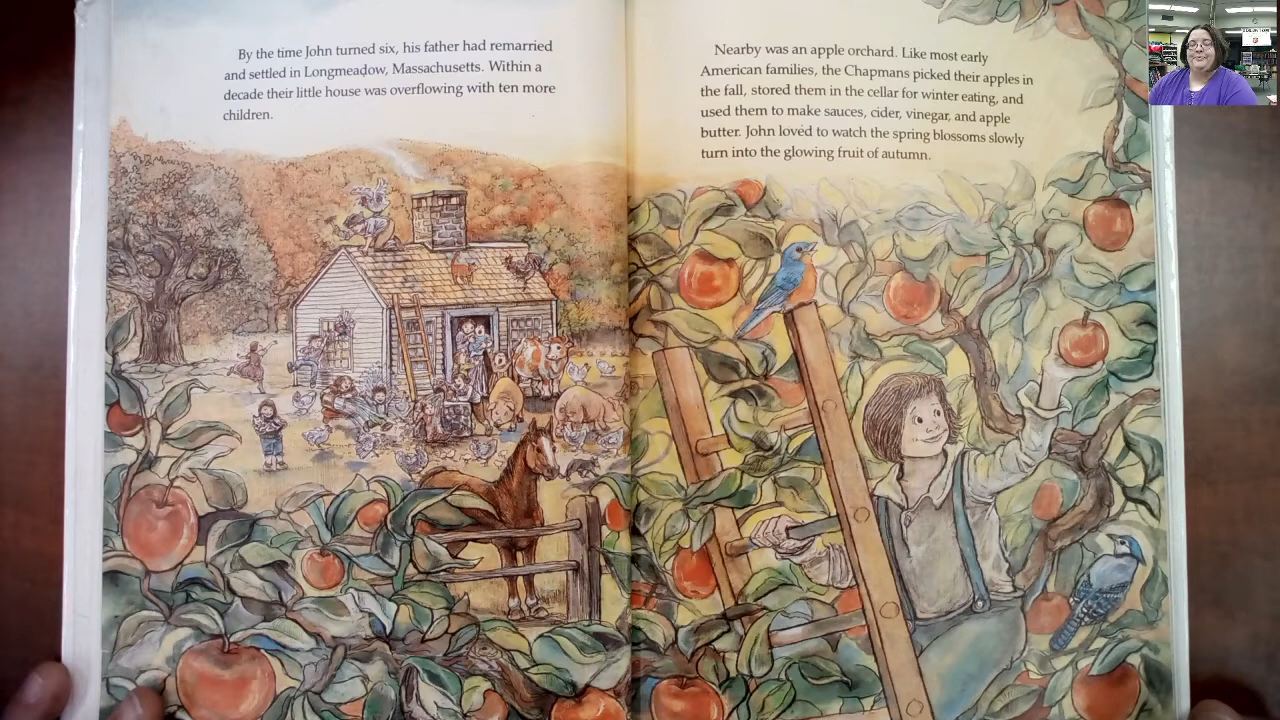 By the time John turned six, his father had remarried
and settled in Longmeadow, Massachusetts. Within a
decade their little house was overflowing with ten more
children.
Nearby was an apple orchard. Like most early
American families, the Chapmans picked their apples in
the fall, stored them in the cellar for winter eating, and
used them to make sauces, cider, vinegar, and apple
butter. John loved to watch the spring blossoms slowly
turn into the glowing fruit of autumn.